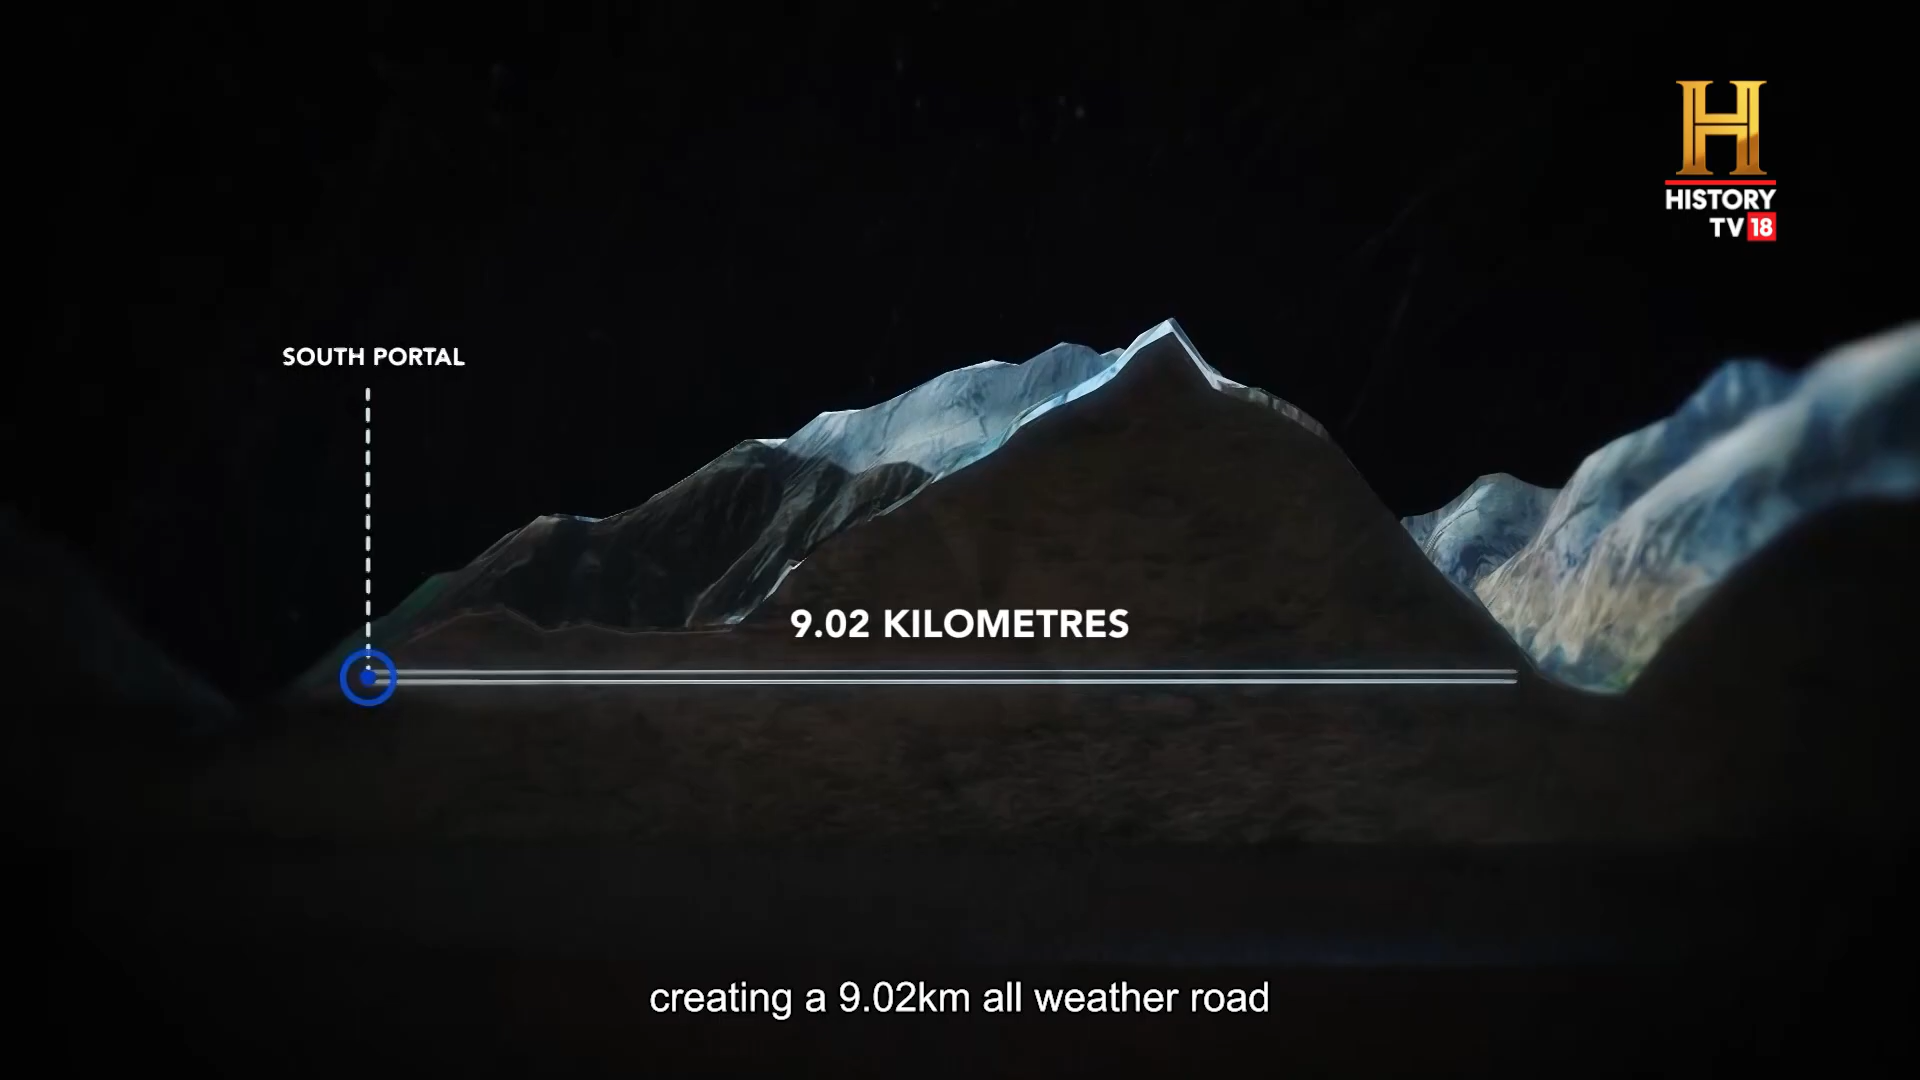 H
HISTORY
TV 18
SOUTH PORTAL
9.02 KILOMETRES
creating a 9.02km all weather road